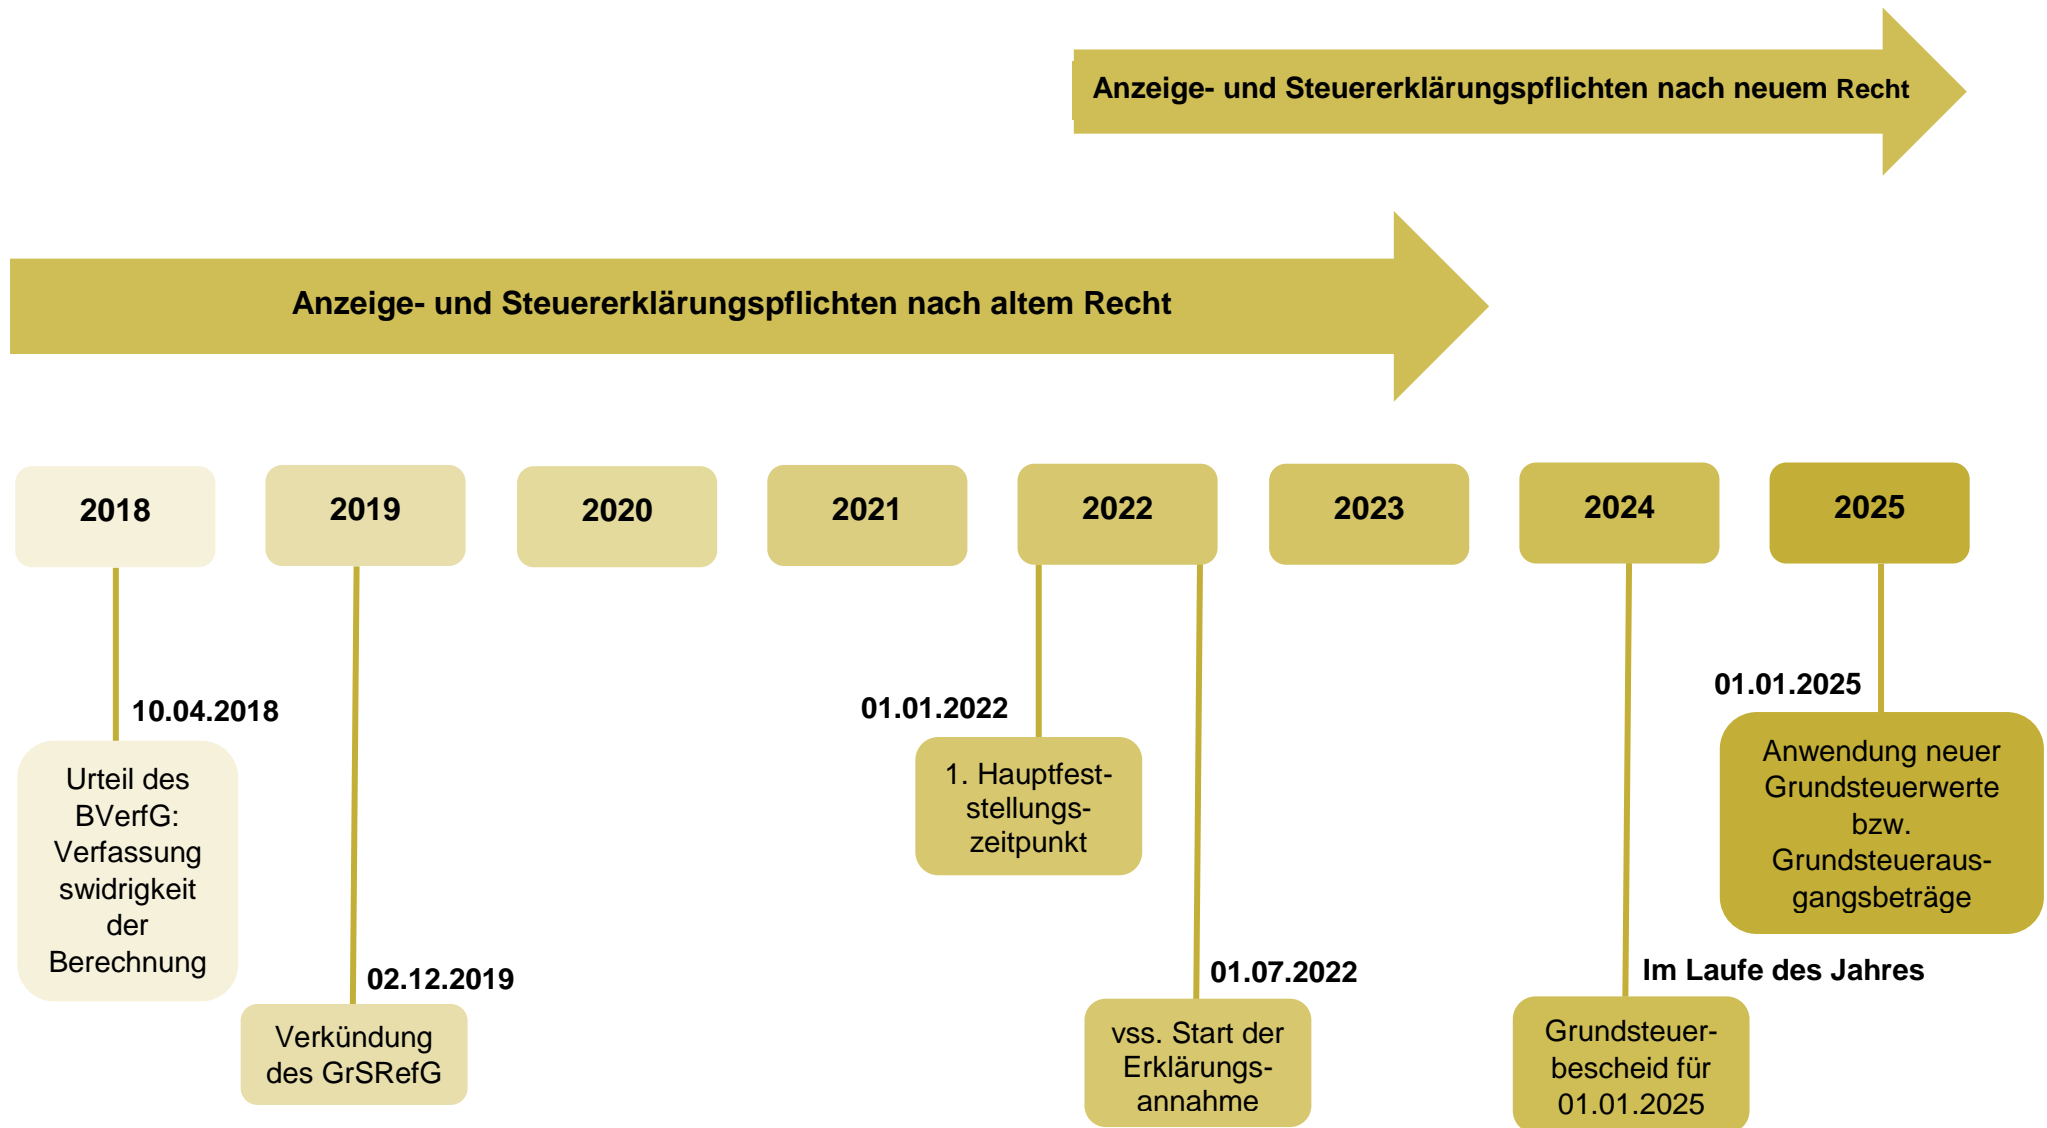 Anzeige- und Steuererklärungspflichten nach neuem Recht
Anzeige- und Steuererklärungspflichten nach altem Recht
2018
2019
2020
2021
2022
2023
2024
2025
10.04.2018
Urteil des
BVerfG:
Verfassung
swidrigkeit
der
Berechnung
02.12.2019
Verkündung
des GrSRefG
01.01.2022
1. Hauptfest-
stellungs-
zeitpunkt
01.07.2022
vss. Start der
Erklärungs-
annahme
Im Laufe des Jahres
Grundsteuer-
bescheid für
01.01.2025
01.01.2025
Anwendung neuer
Grundsteuerwerte
bzw.
Grundsteueraus-
gangsbeträge